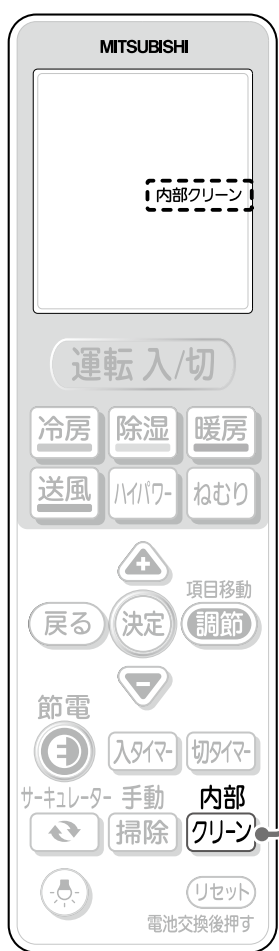 MITSUBISHI
内部クリーン
運転 入/切
冷房 除湿 暖房
送風 ハイパワー ねむり
項目移動
戻る 決定 調節
節電
入タイマー 切タイマー
サーキュレーター 手動 内部
掃除 クリーン
リセット
電池交換後押す